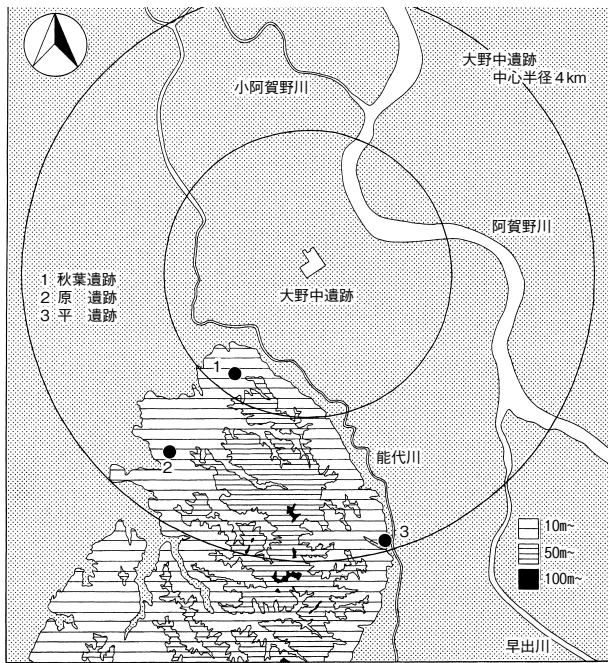 大野中遺跡
中心半径4km
小阿賀野川
阿賀野川
1 秋葉遺跡
2 原　遺跡
3 平　遺跡
大野中遺跡
1
2
能代川
3
10m~
50m~
100m~
早出川